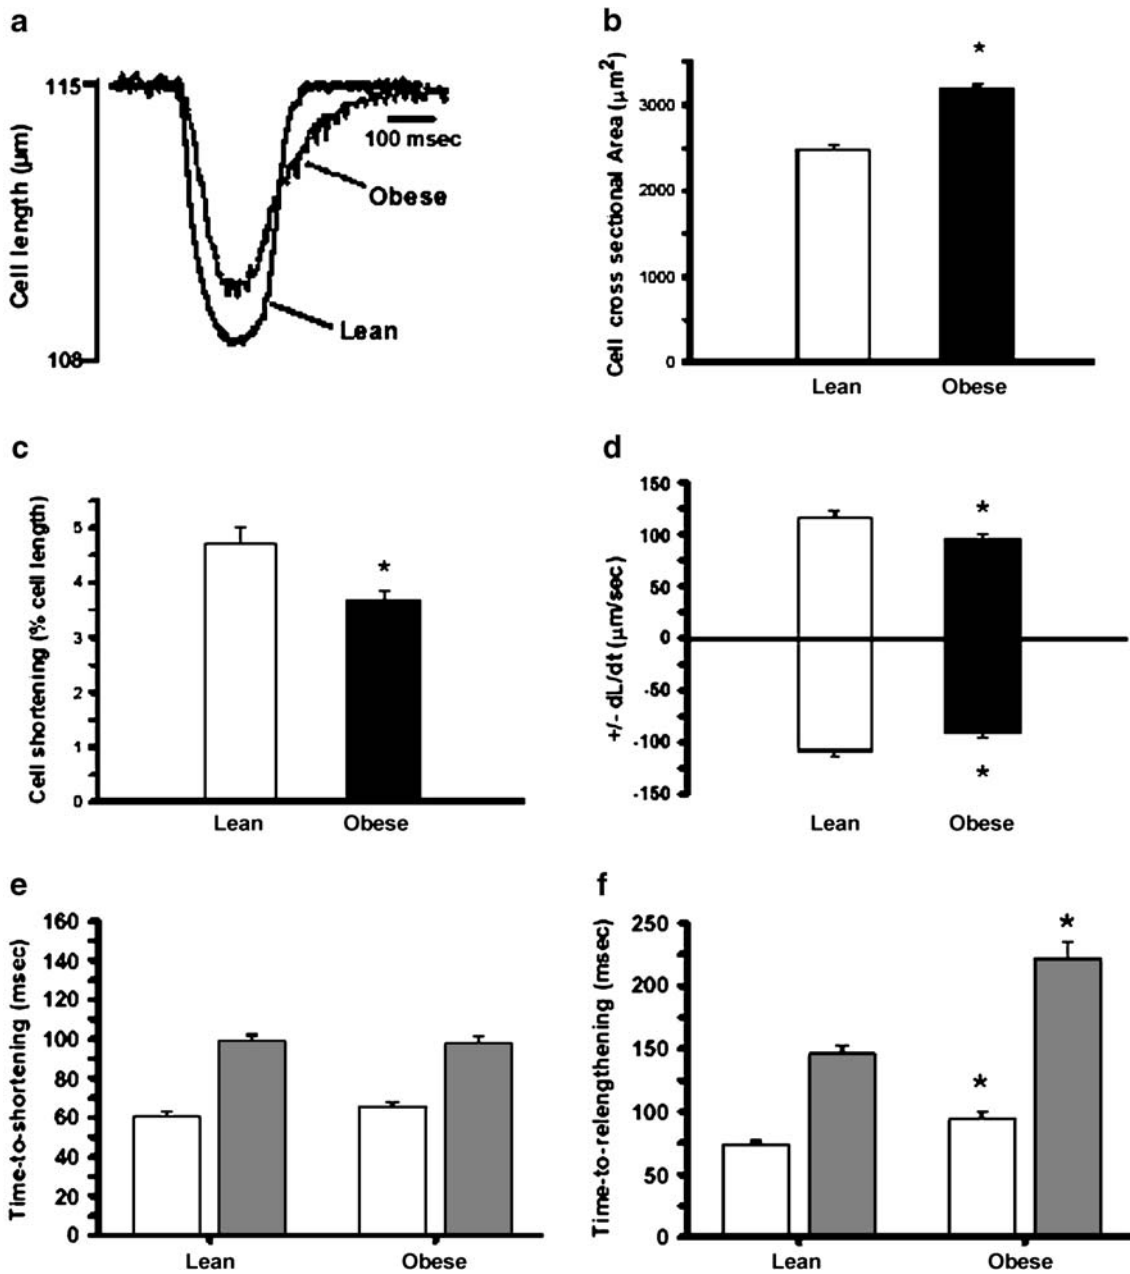 a
115
Cell length (µm)
108
100 msec
Obese
Lean
b
*
Cell cross sectional Area (µm²)
3000
2000
1000
0
Lean
Obese
c
Cell shortening (% cell length)
5
4
3
2
1
0
*
Lean
Obese
d
+/- dL/dt (µm/sec)
150
100
50
0
-50
-100
-150
*
*
Lean
Obese
e
Time-to-shortening (msec)
160
140
120
100
80
60
40
20
0
Lean
Obese
f
Time-to-relengthening (msec)
250
200
150
100
50
0
*
*
Lean
Obese